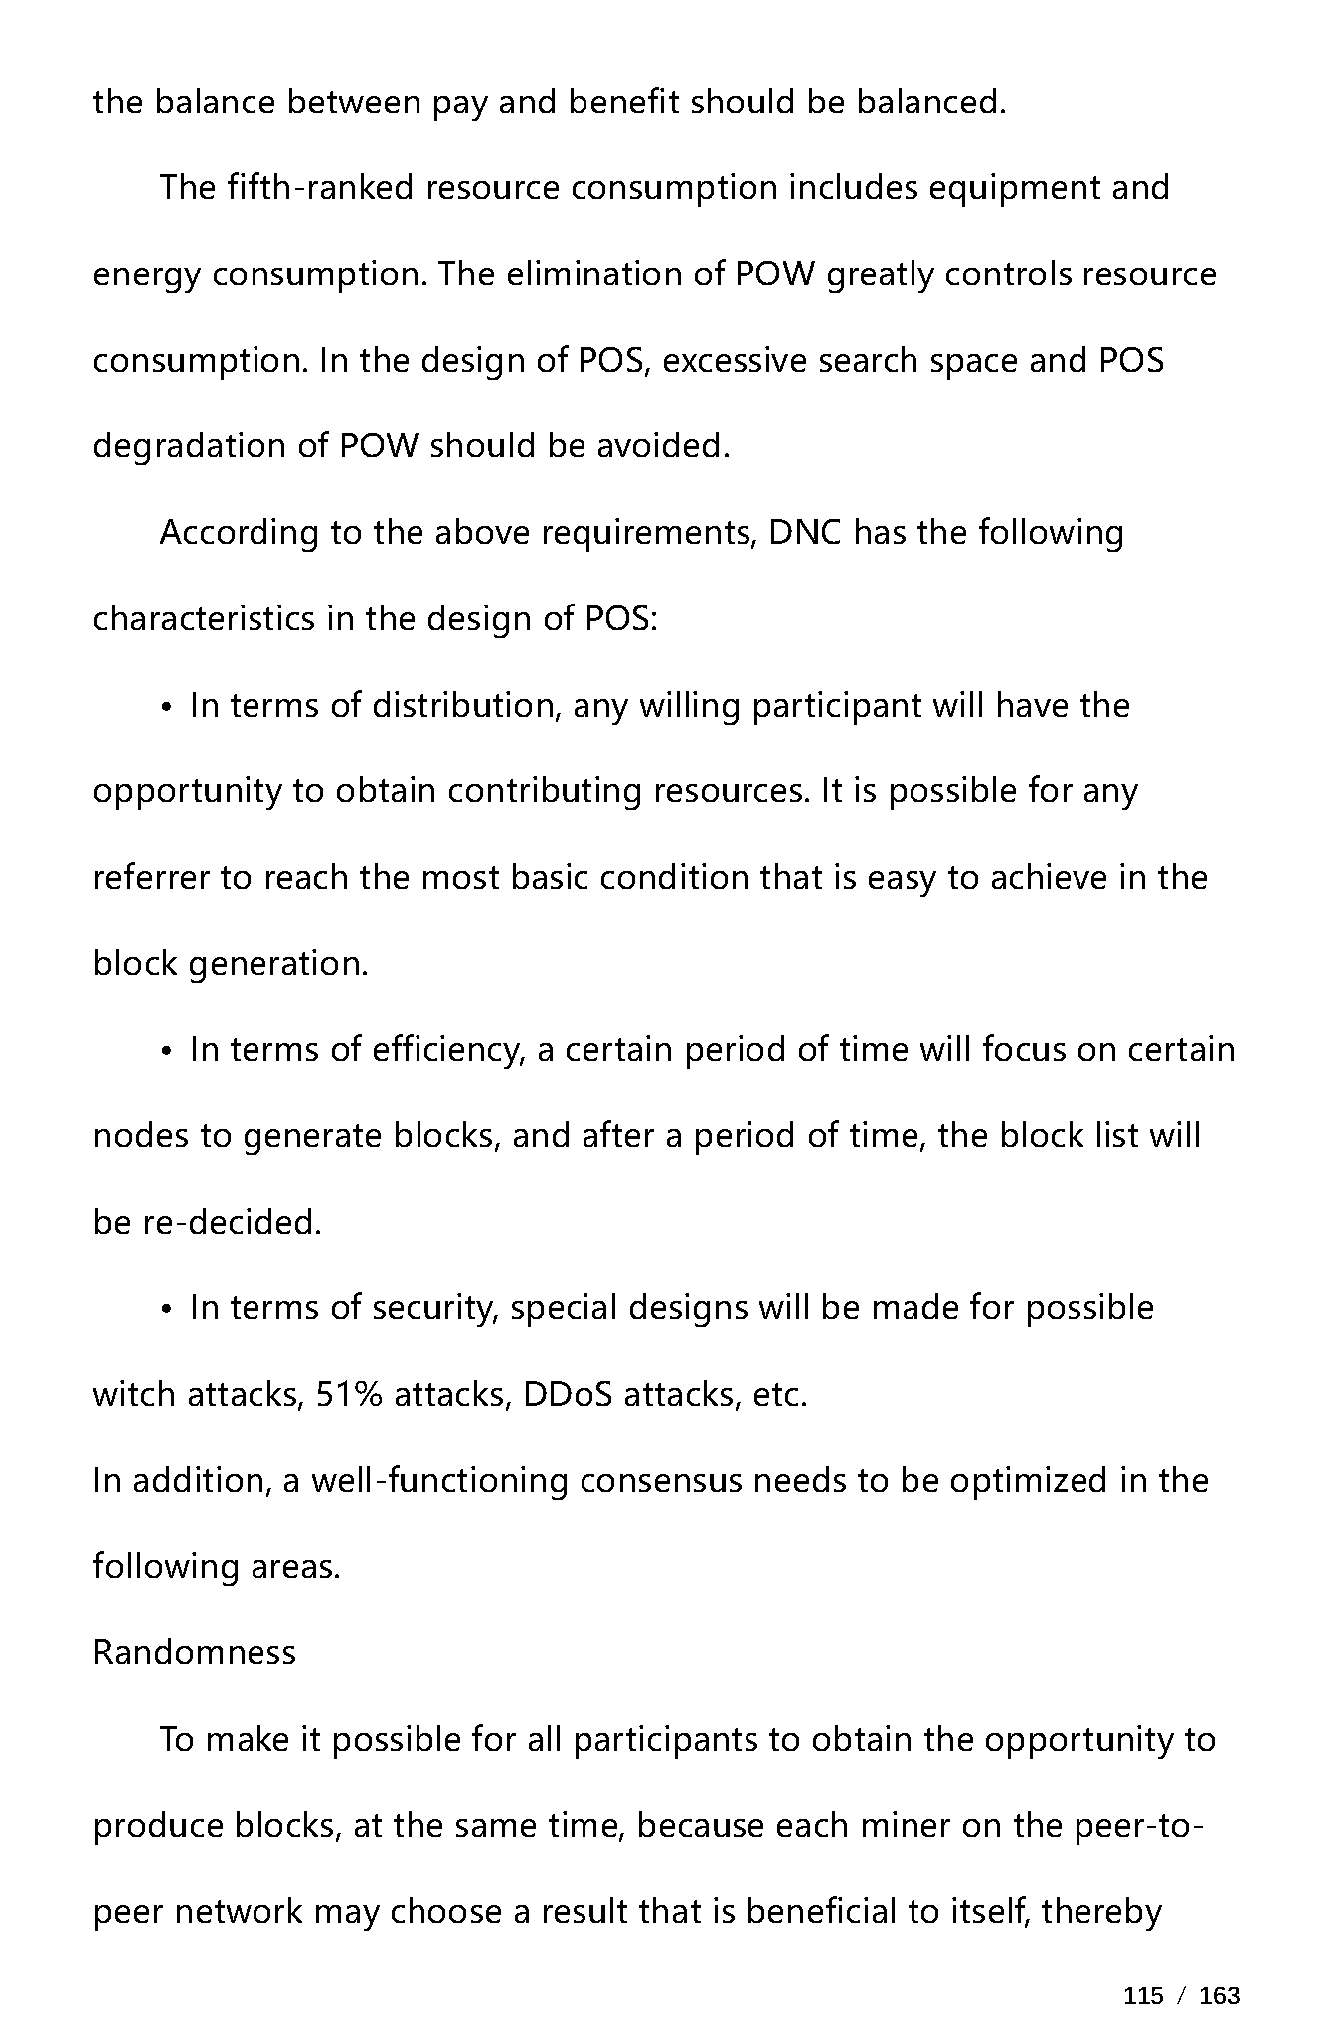 the balance between pay and benefit should be balanced.
The fifth-ranked resource consumption includes equipment and
energy consumption. The elimination of POW greatly controls resource
consumption. In the design of POS, excessive search space and POS
degradation of POW should be avoided.
According to the above requirements, DNC has the following
characteristics in the design of POS:
• In terms of distribution, any willing participant will have the
opportunity to obtain contributing resources. It is possible for any
referrer to reach the most basic condition that is easy to achieve in the
block generation.
• In terms of efficiency, a certain period of time will focus on certain
nodes to generate blocks, and after a period of time, the block list will
be re-decided.
• In terms of security, special designs will be made for possible
witch attacks, 51% attacks, DDoS attacks, etc.
In addition, a well-functioning consensus needs to be optimized in the
following areas.
Randomness
To make it possible for all participants to obtain the opportunity to
produce blocks, at the same time, because each miner on the peer-to-
peer network may choose a result that is beneficial to itself, thereby
115 / 163